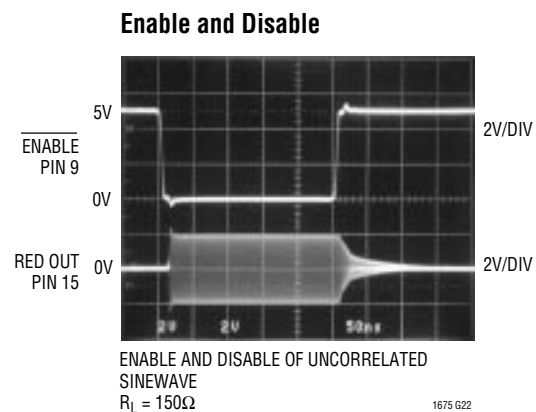 Enable and Disable
5V
2V/DIV
ENABLE
PIN 9
0V
RED OUT
PIN 15
0V
2V/DIV
2V 2V 50ns
ENABLE AND DISABLE OF UNCORRELATED
SINEWAVE
RL = 150Ω
1675 G22